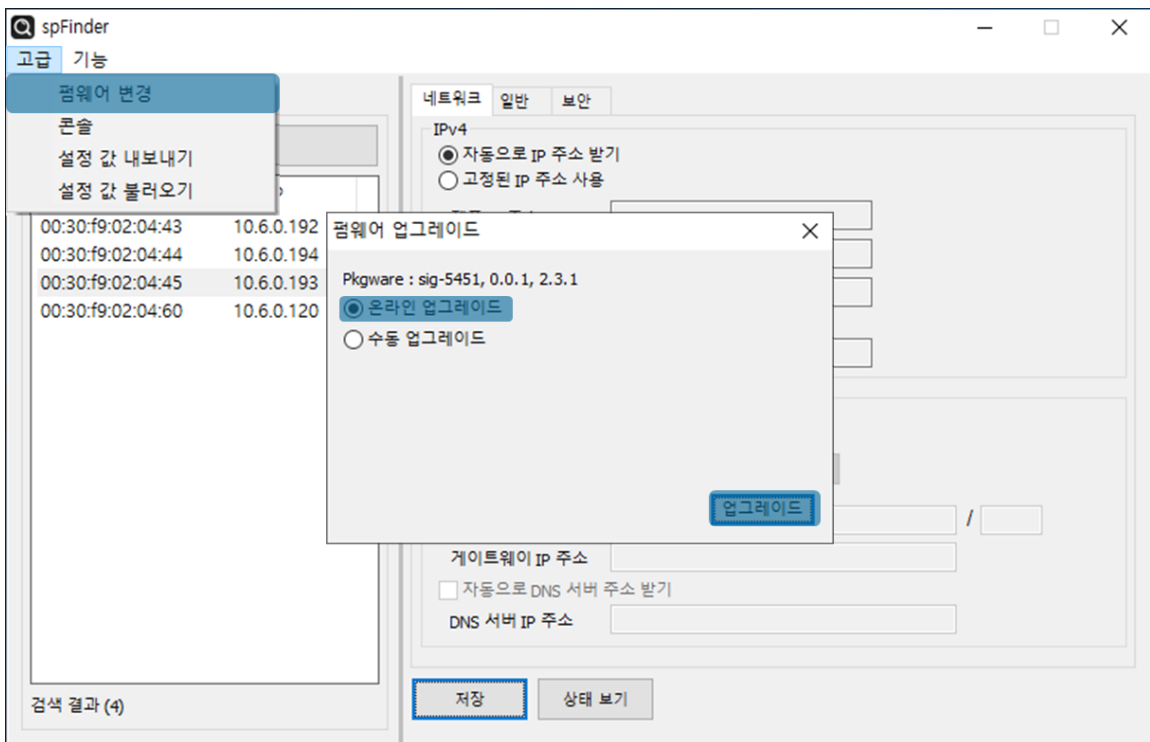 spFinder
고급 기능
펌웨어 변경
콘솔
설정 값 내보내기
설정 값 불러오기
00:30:f9:02:04:43 10.6.0.192
00:30:f9:02:04:44 10.6.0.194
00:30:f9:02:04:45 10.6.0.193
00:30:f9:02:04:60 10.6.0.120
검색 결과 (4)
네트워크 일반 보안
IPv4
자동으로 IP 주소 받기
고정된 IP 주소 사용
펌웨어 업그레이드
Pkgware : sig-5451, 0.0.1, 2.3.1
온라인 업그레이드
수동 업그레이드
업그레이드
/
게이트웨이 IP 주소
자동으로 DNS 서버 주소 받기
DNS 서버 IP 주소
저장 상태 보기